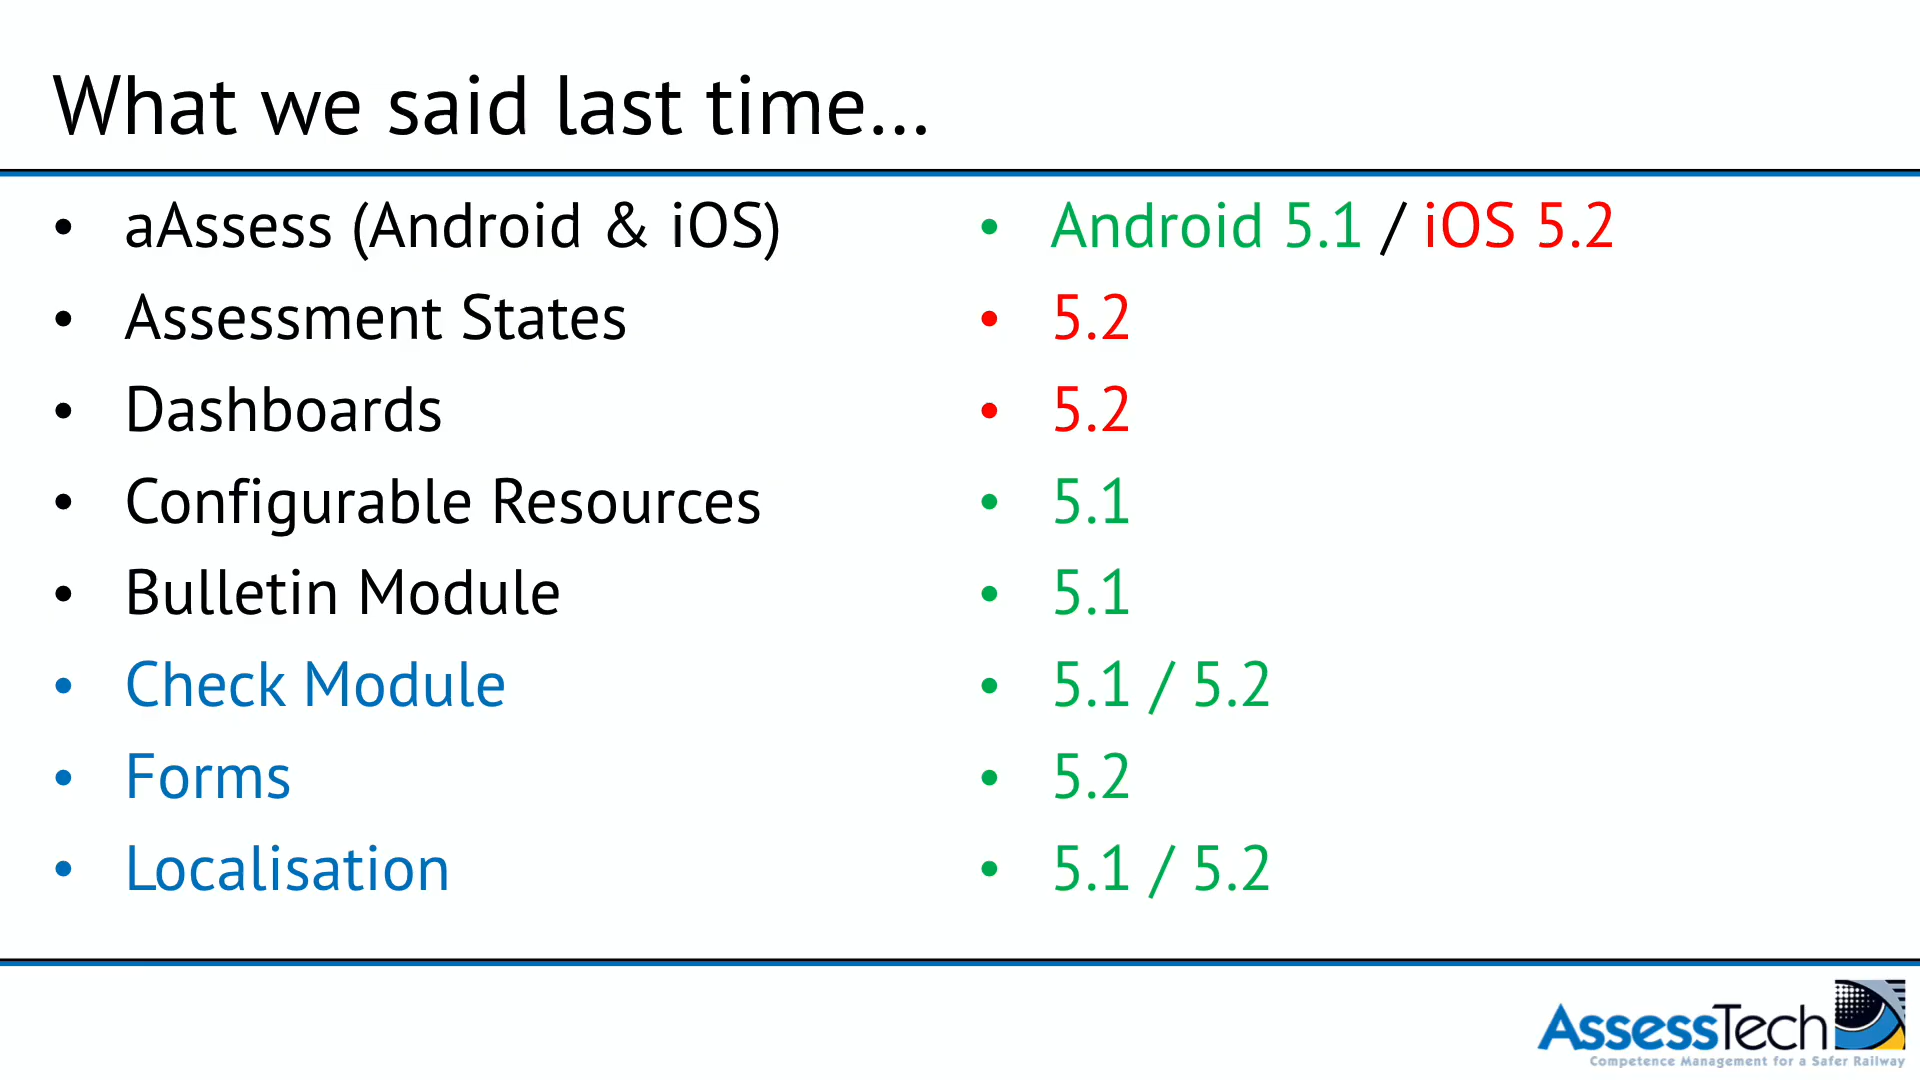 What we said last time...
• aAssess (Android & iOS)
• Assessment States
• Dashboards
• Configurable Resources
• Bulletin Module
• Check Module
• Forms
• Localisation
• Android 5.1 / iOS 5.2
• 5.2
• 5.2
• 5.1
• 5.1
• 5.1 / 5.2
• 5.2
• 5.1 / 5.2
AssessTech
Competence Management for a Safer Railway